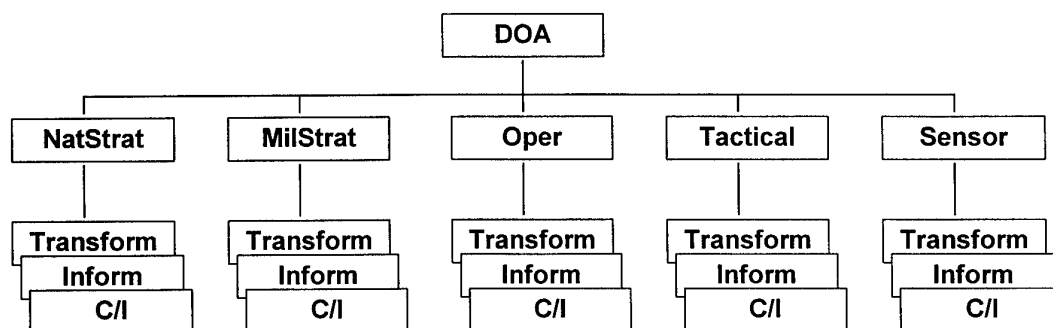 DOA
NatStrat MilStrat Oper Tactical Sensor
Transform Transform Transform Transform Transform
Inform Inform Inform Inform Inform
C/I C/I C/I C/I C/I